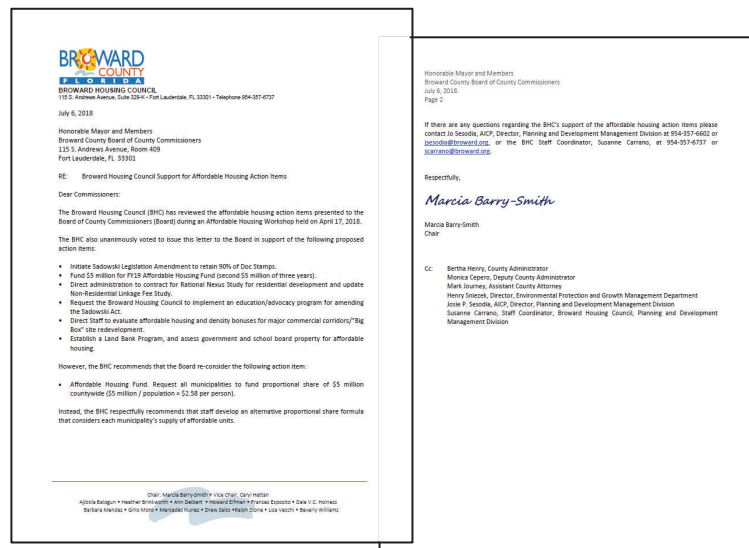 BROWARD
COUNTY
FLORIDA
BROWARD HOUSING COUNCIL
115 S. Andrews Avenue, Suite 329-K • Fort Lauderdale, FL 33301 • Telephone 954-357-6737
July 6, 2018
Honorable Mayor and Members
Broward County Board of County Commissioners
115 S. Andrews Avenue, Room 409
Fort Lauderdale, FL 33301
RE: Broward Housing Council Support for Affordable Housing Action Items
Dear Commissioners:
The Broward Housing Council (BHC) has reviewed the affordable housing action items presented to the
Board of County Commissioners (Board) during an Affordable Housing Workshop held on April 17, 2018.
The BHC also unanimously voted to issue this letter to the Board in support of the following proposed
action items:
• Initiate Sadowski Legislation Amendment to retain 90% of Doc Stamps.
• Fund $5 million for FY19 Affordable Housing Fund (second $5 million of three years).
• Direct administration to contract for Rational Nexus Study for residential development and update
Non-Residential Linkage Fee Study.
• Request the Broward Housing Council to implement an education/advocacy program for amending
the Sadowski Act.
• Direct Staff to evaluate affordable housing and density bonuses for major commercial corridors/"Big
Box" site redevelopment.
• Establish a Land Bank Program, and assess government and school board property for affordable
housing.
However, the BHC recommends that the Board re-consider the following action item:
• Affordable Housing Fund. Request all municipalities to fund proportional share of $5 million
countywide ($5 million / population = $2.58 per person).
Instead, the BHC respectfully recommends that staff develop an alternative proportional share formula
that considers each municipality's supply of affordable units.
Chair, Marcia Barry-Smith • Vice Chair, Caryl Hatten
Ajibola Balogun • Heather Brinkworth • Ann Deibert • Howard Elfman • Frances Esposito • Dale V.C. Holness
Barbara Mendez • Gino Moro • Mercedes Nunez • Drew Saito •Ralph Stone • Lisa Vecchi • Beverly Williams
Honorable Mayor and Members
Broward County Board of County Commissioners
July 6, 2018
Page 2
If there are any questions regarding the BHC's support of the affordable housing action items please
contact Jo Sesodia, AICP, Director, Planning and Development Management Division at 954-357-6602 or
jsesodia@broward.org, or the BHC Staff Coordinator, Susanne Carrano, at 954-357-6737 or
scarrano@broward.org.
Respectfully,
Marcia Barry-Smith
Marcia Barry-Smith
Chair
Cc: Bertha Henry, County Administrator
Monica Cepero, Deputy County Administrator
Mark Journey, Assistant County Attorney
Henry Sniezek, Director, Environmental Protection and Growth Management Department
Josie P. Sesodia, AICP, Director, Planning and Development Management Division
Susanne Carrano, Staff Coordinator, Broward Housing Council, Planning and Development
Management Division